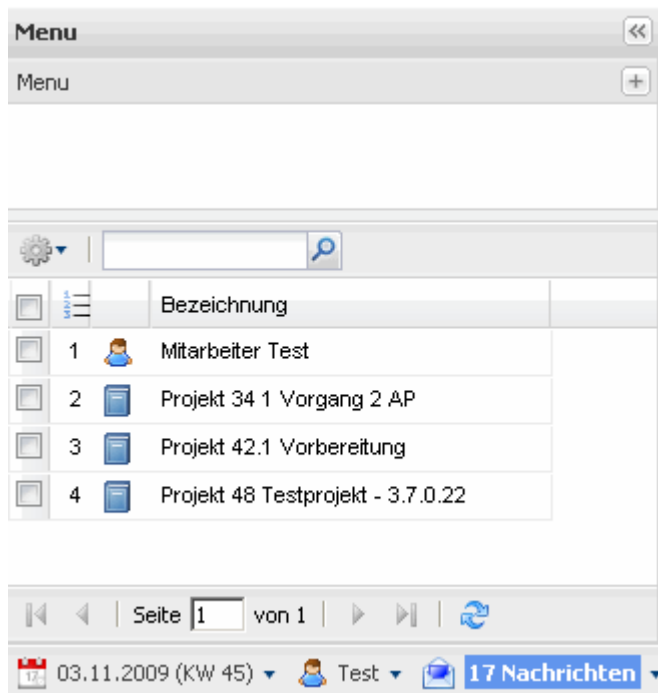 Menu
Menu
Bezeichnung
1 Mitarbeiter Test
2 Projekt 34 1 Vorgang 2 AP
3 Projekt 42.1 Vorbereitung
4 Projekt 48 Testprojekt - 3.7.0.22
Seite 1 von 1
17 03.11.2009 (KW 45) Test 17 Nachrichten